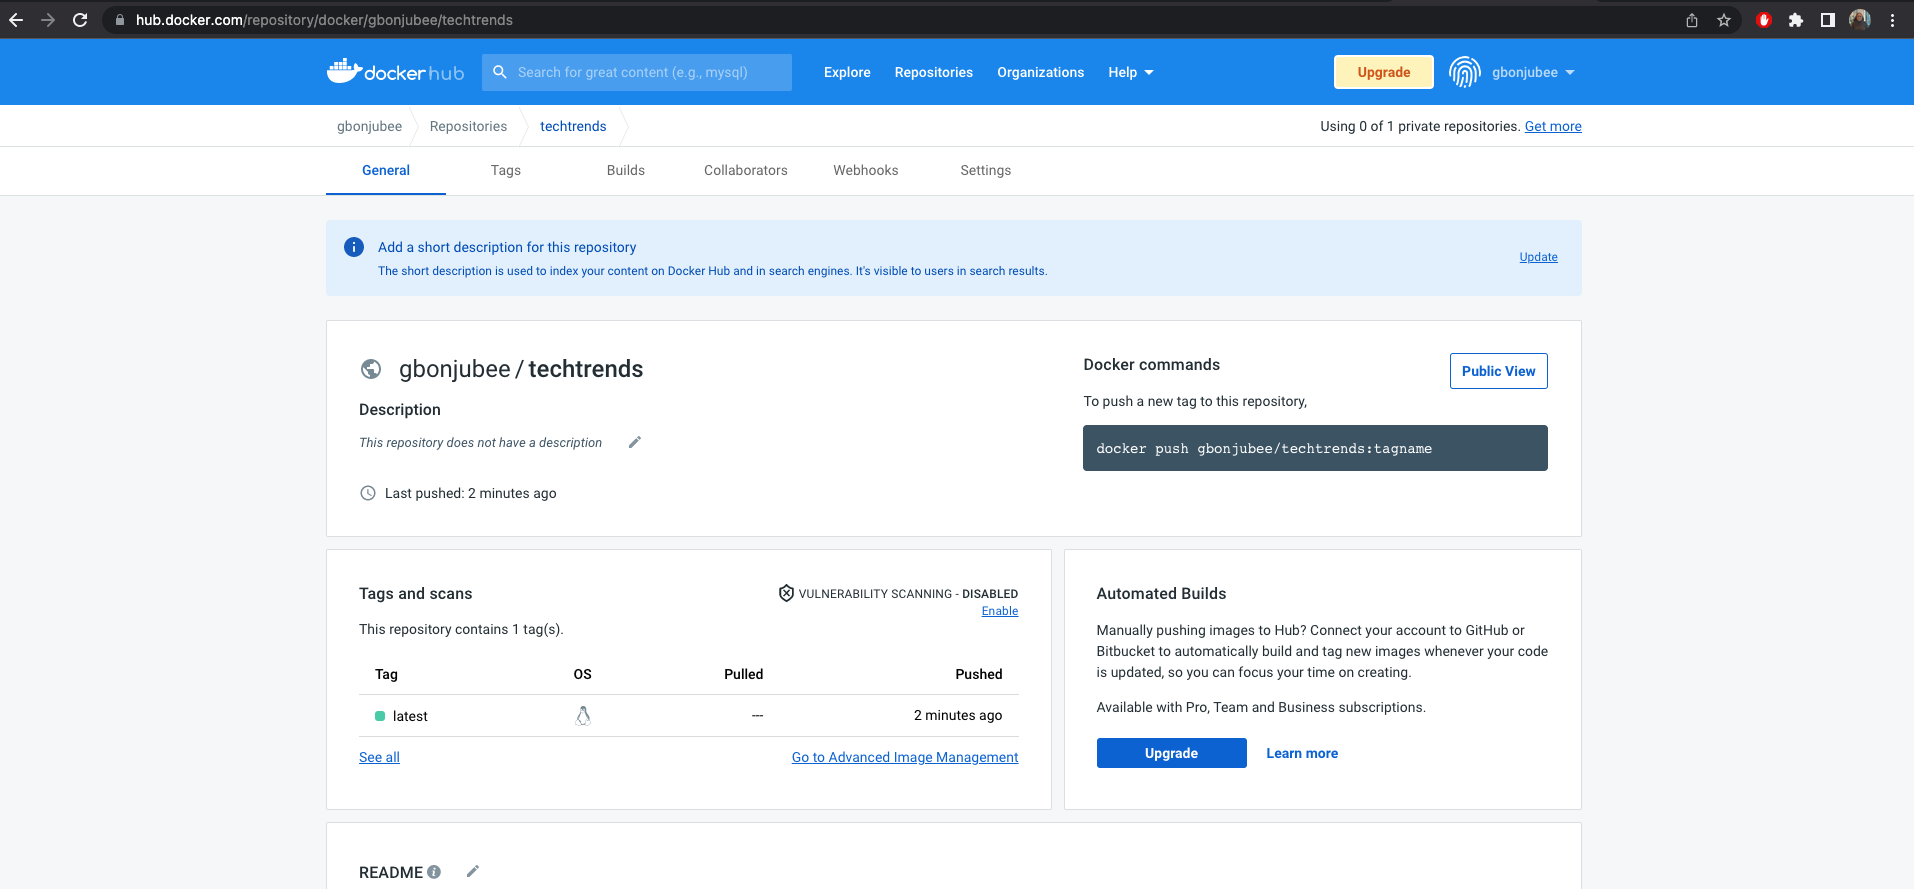 hub.docker.com/repository/docker/gbonjubee/techtrends
docker hub
Search for great content (e.g., mysql)
Explore
Repositories
Organizations
Help
Upgrade
gbonjubee
gbonjubee
Repositories
techtrends
Using 0 of 1 private repositories. Get more
General
Tags
Builds
Collaborators
Webhooks
Settings
Add a short description for this repository
The short description is used to index your content on Docker Hub and in search engines. It's visible to users in search results.
Update
gbonjubee / techtrends
Description
This repository does not have a description
Last pushed: 2 minutes ago
Docker commands
Public View
To push a new tag to this repository,
docker push gbonjubee/techtrends:tagname
Tags and scans
VULNERABILITY SCANNING - DISABLED
Enable
This repository contains 1 tag(s).
Tag OS Pulled Pushed
latest --- 2 minutes ago
See all
Go to Advanced Image Management
Automated Builds
Manually pushing images to Hub? Connect your account to GitHub or
Bitbucket to automatically build and tag new images whenever your code
is updated, so you can focus your time on creating.
Available with Pro, Team and Business subscriptions.
Upgrade
Learn more
README